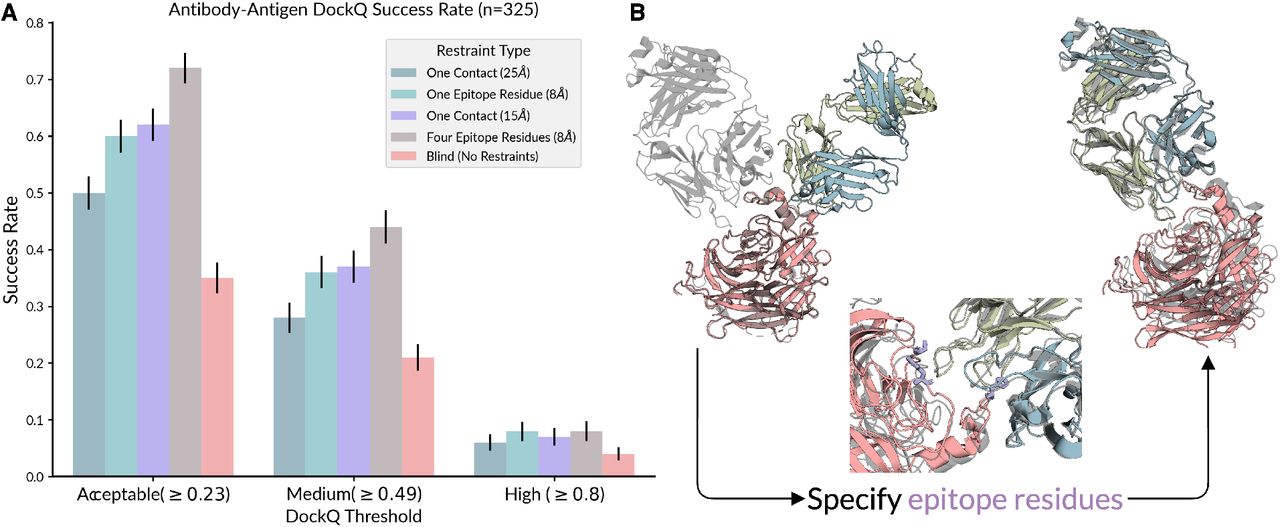 A
Antibody-Antigen DockQ Success Rate (n=325)
0.8
0.7
0.6
0.5
0.4
0.3
0.2
0.1
0.0
Success Rate
Restraint Type
One Contact (25Å)
One Epitope Residue (8Å)
One Contact (15Å)
Four Epitope Residues (8Å)
Blind (No Restraints)
Acceptable( ≥ 0.23)
Medium( ≥ 0.49)
High ( ≥ 0.8)
DockQ Threshold
B
Specify epitope residues